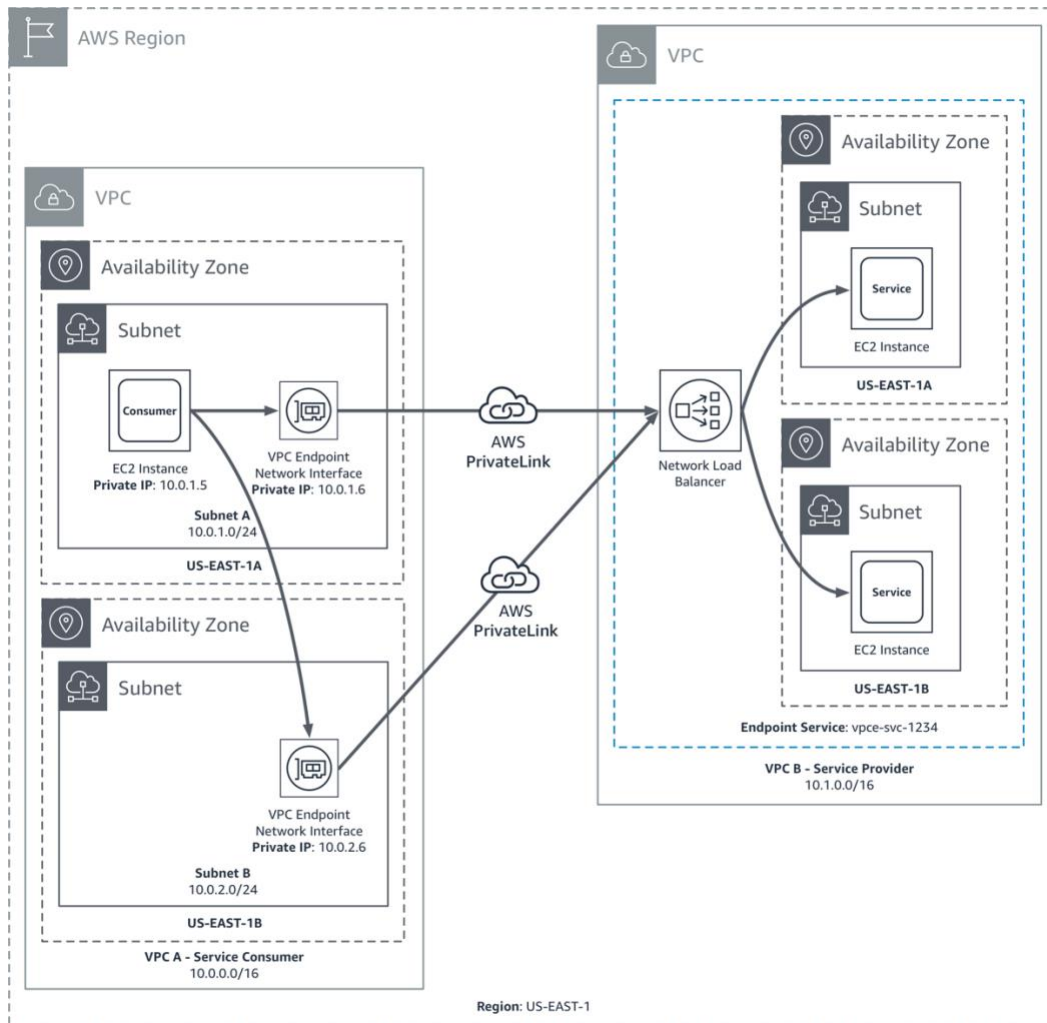 AWS Region
VPC
Availability Zone
Subnet
Consumer
EC2 Instance
Private IP: 10.0.1.5
VPC Endpoint
Network Interface
Private IP: 10.0.1.6
Subnet A
10.0.1.0/24
US-EAST-1A
Availability Zone
Subnet
VPC Endpoint
Network Interface
Private IP: 10.0.2.6
Subnet B
10.0.2.0/24
US-EAST-1B
VPC A - Service Consumer
10.0.0.0/16
AWS
PrivateLink
AWS
PrivateLink
VPC
Network Load
Balancer
Availability Zone
Subnet
Service
EC2 Instance
US-EAST-1A
Availability Zone
Subnet
Service
EC2 Instance
US-EAST-1B
Endpoint Service: vpce-svc-1234
VPC B - Service Provider
10.1.0.0/16
Region: US-EAST-1